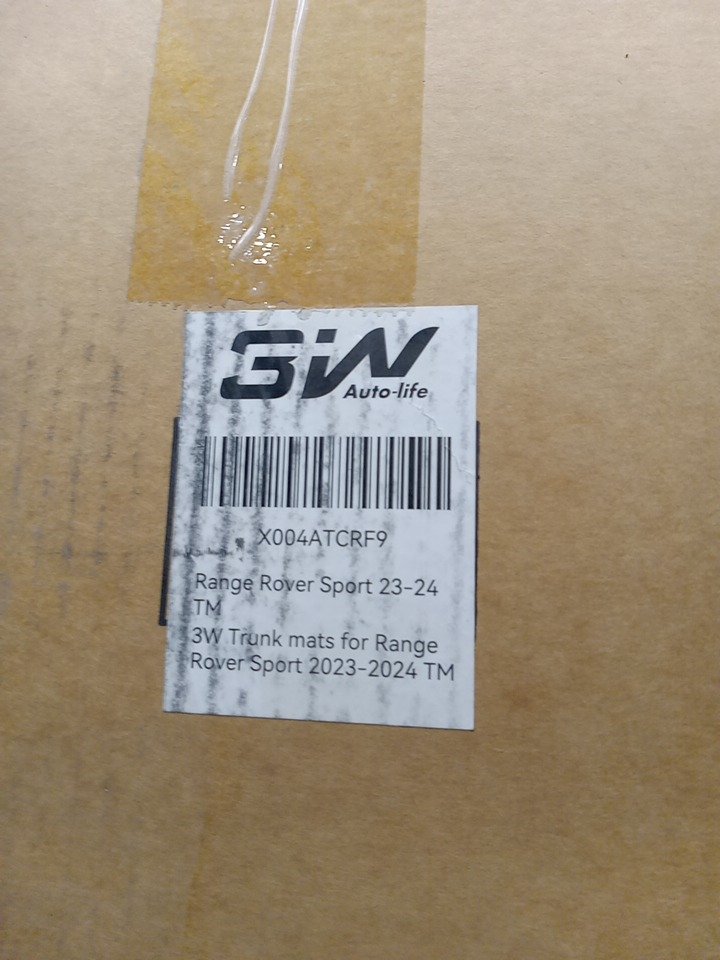 3W
Auto-life
X004ATCRF9
Range Rover Sport 23-24
TM
3W Trunk mats for Range
Rover Sport 2023-2024 TM